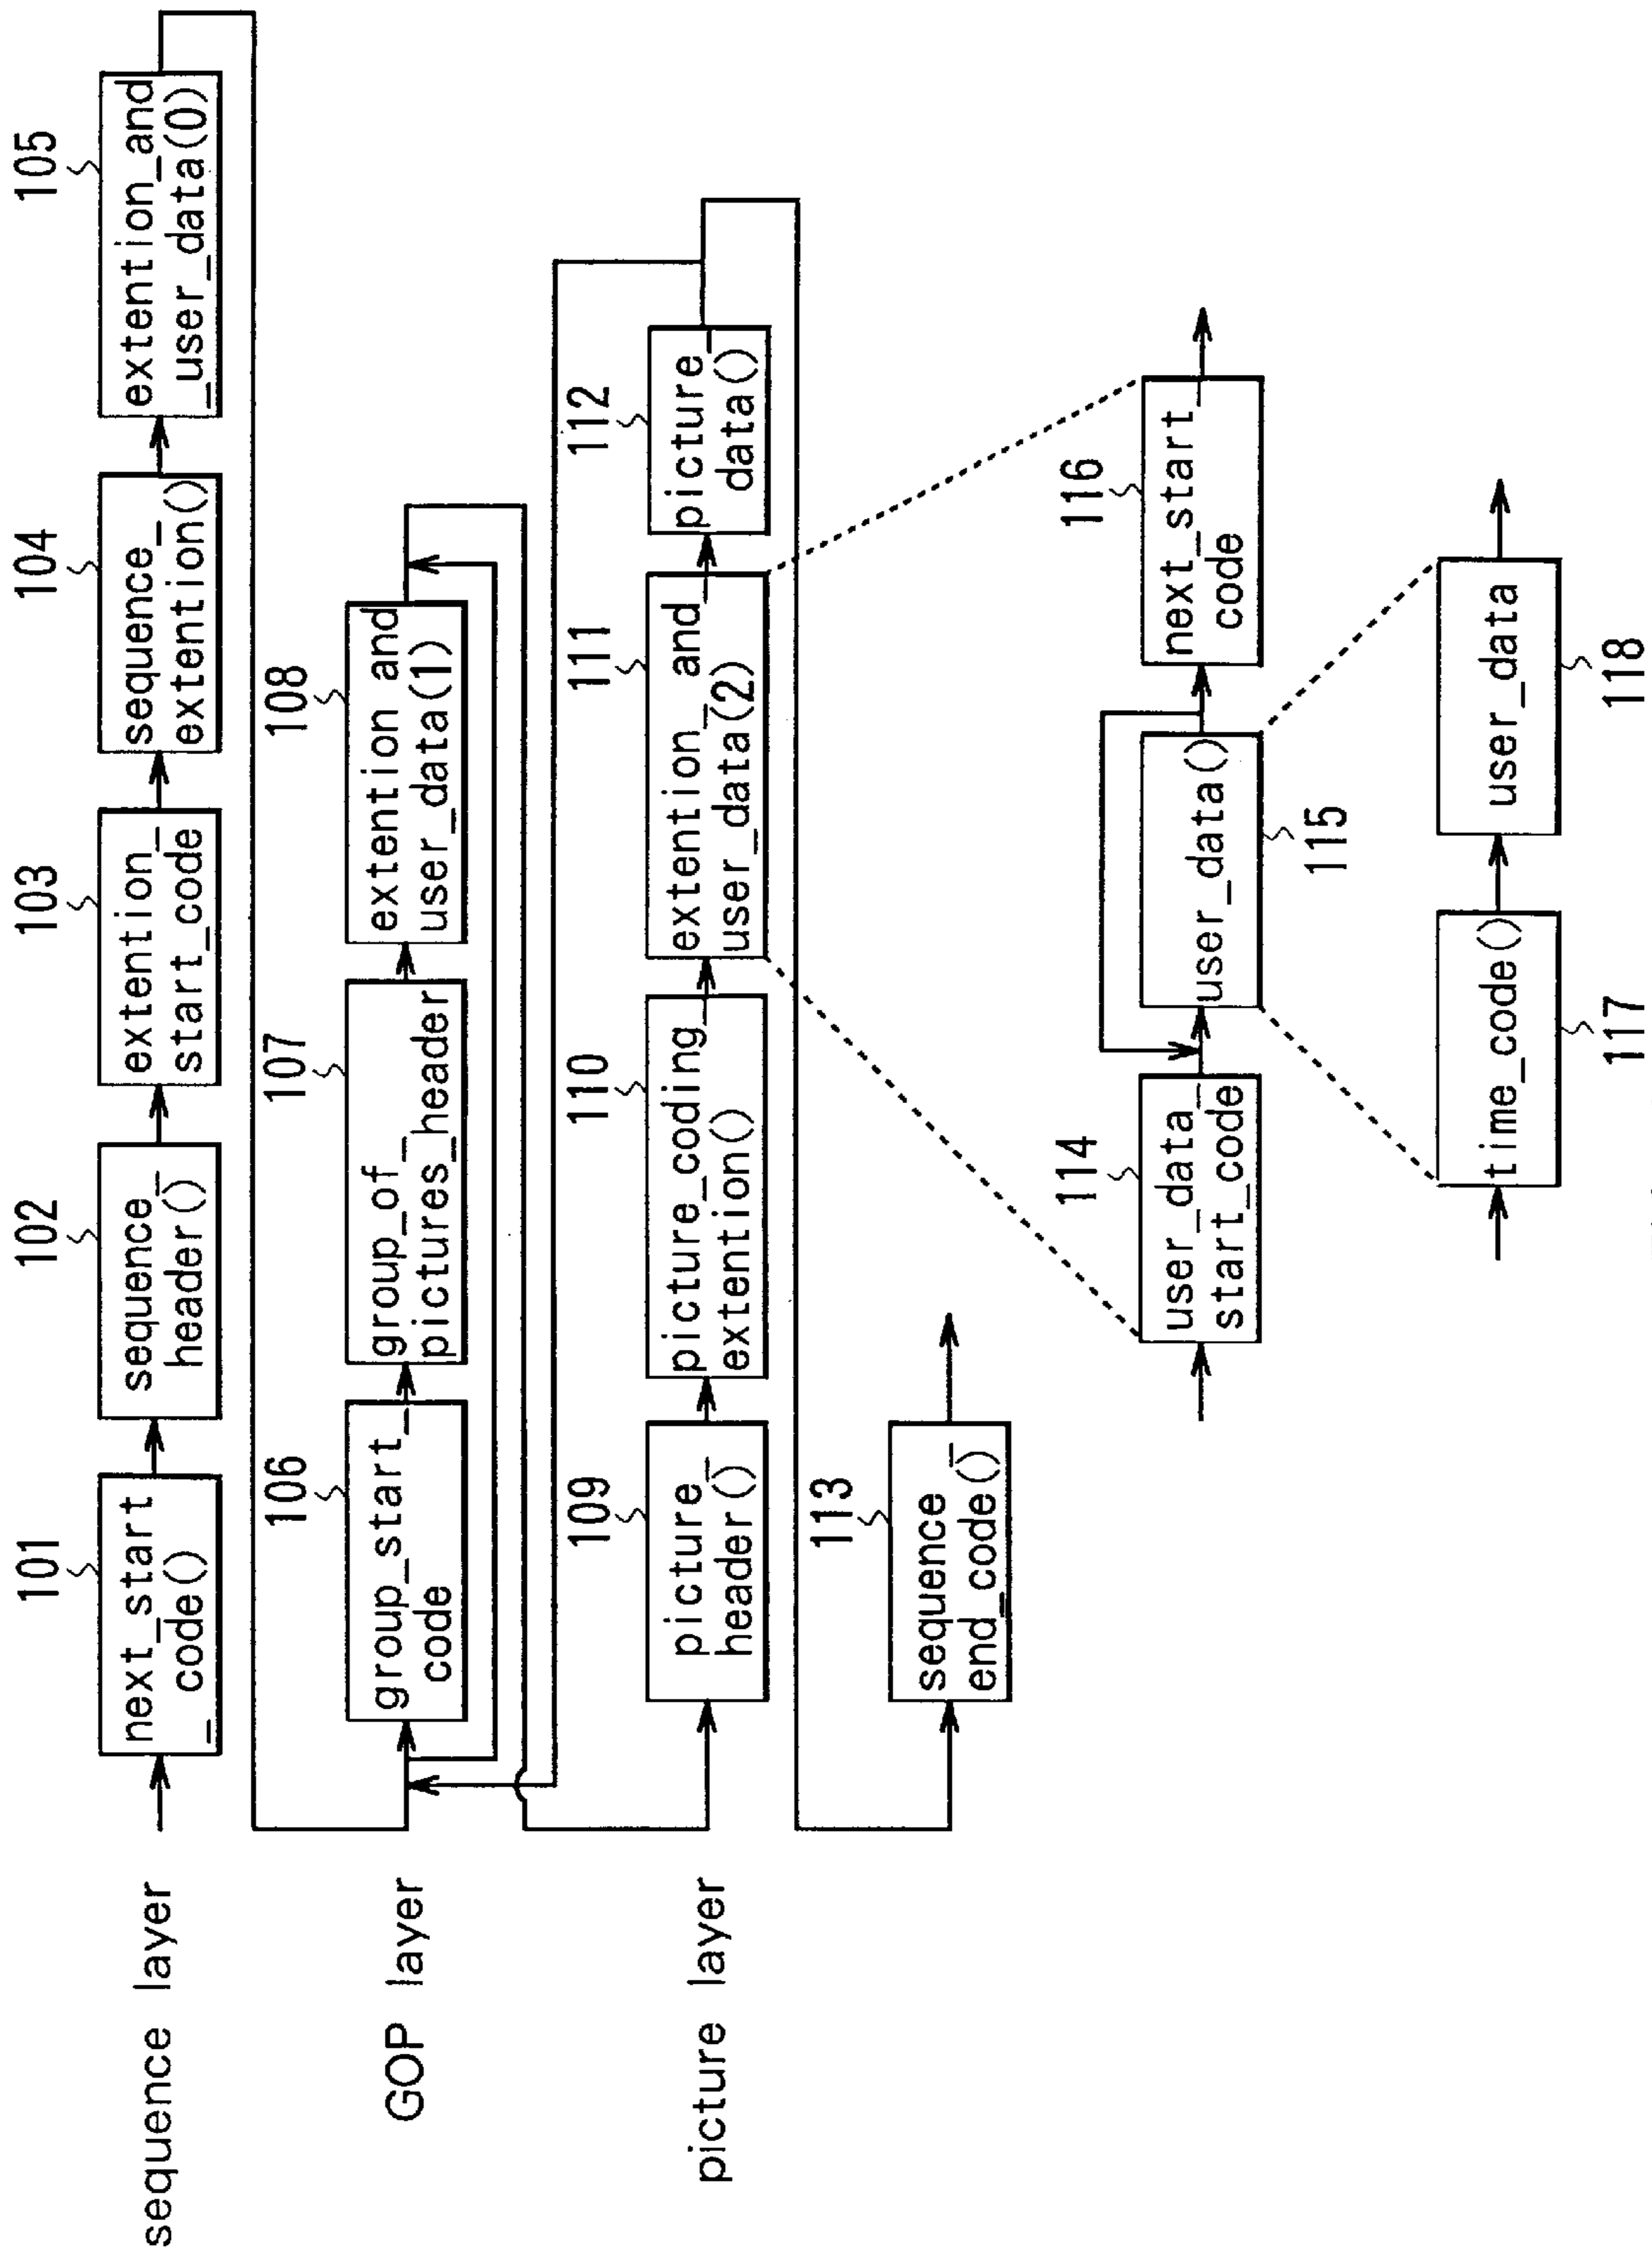 sequence layer
101
next_start
_code()
102
sequence_
header()
103
extention_
start_code
104
sequence_
extention()
105
extention_and
_user_data(0)
GOP layer
106
group_start_
code
107
group_of_
pictures_header
108
extention and
user_data(1)
picture layer
109
picture_
header()
110
picture_coding_
extention()
111
extention_and
user_data(2)
112
picture_
data()
113
sequence_
end_code()
114
user_data_
start_code
user_data()
115
116
next_start_
code
time_code()
117
user_data
118